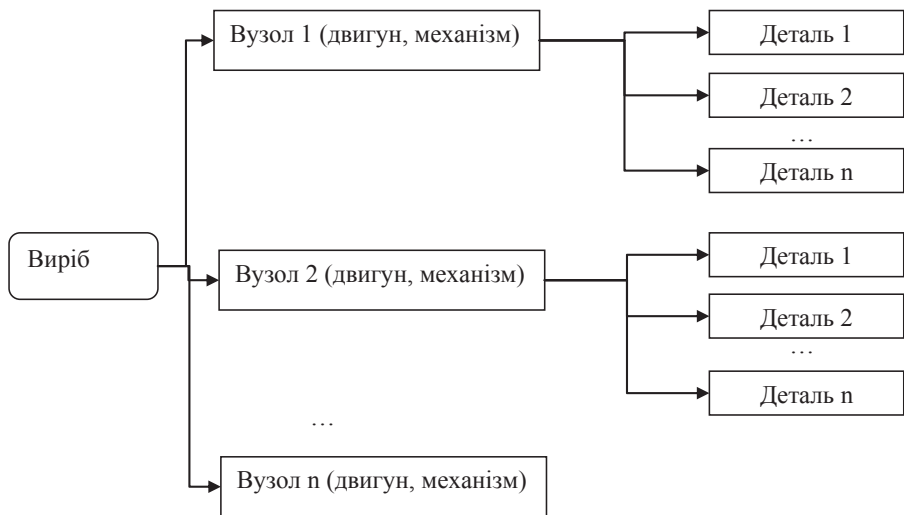 Вузол 1 (двигун, механізм)
Деталь 1
Деталь 2
…
Деталь n
Виріб
Вузол 2 (двигун, механізм)
Деталь 1
Деталь 2
…
Деталь n
…
Вузол n (двигун, механізм)